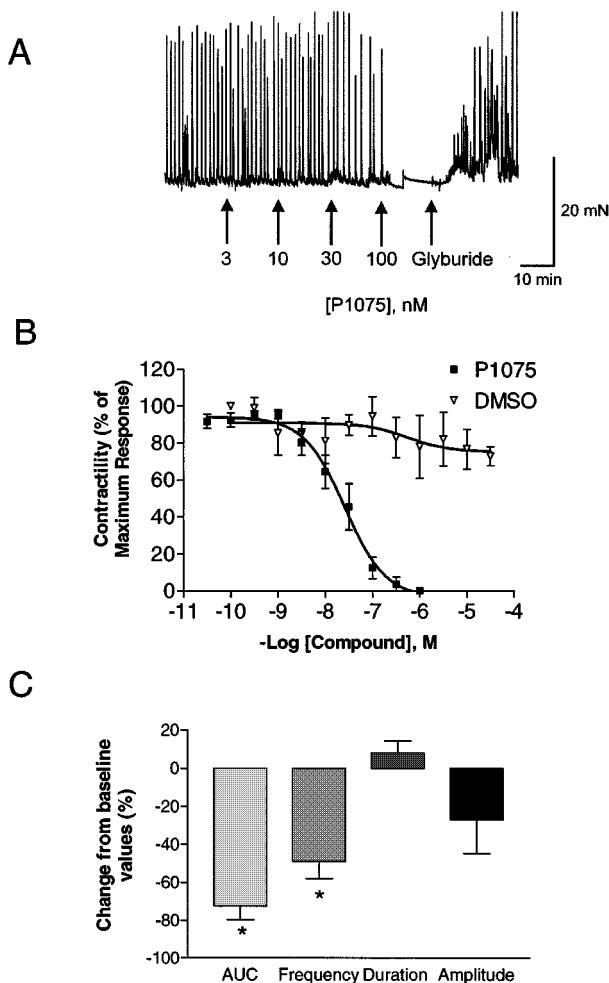 A
20 mN
3 10 30 100 Glyburide
10 min
[P1075], nM
B
Contractility (% of
Maximum Response)
120
100
80
60
40
20
0
P1075
DMSO
-11 -10 -9 -8 -7 -6 -5 -4
-Log [Compound], M
C
Change from baseline
values (%)
20
0
-20
-40
-60
-80
-100
*
*
AUC Frequency Duration Amplitude